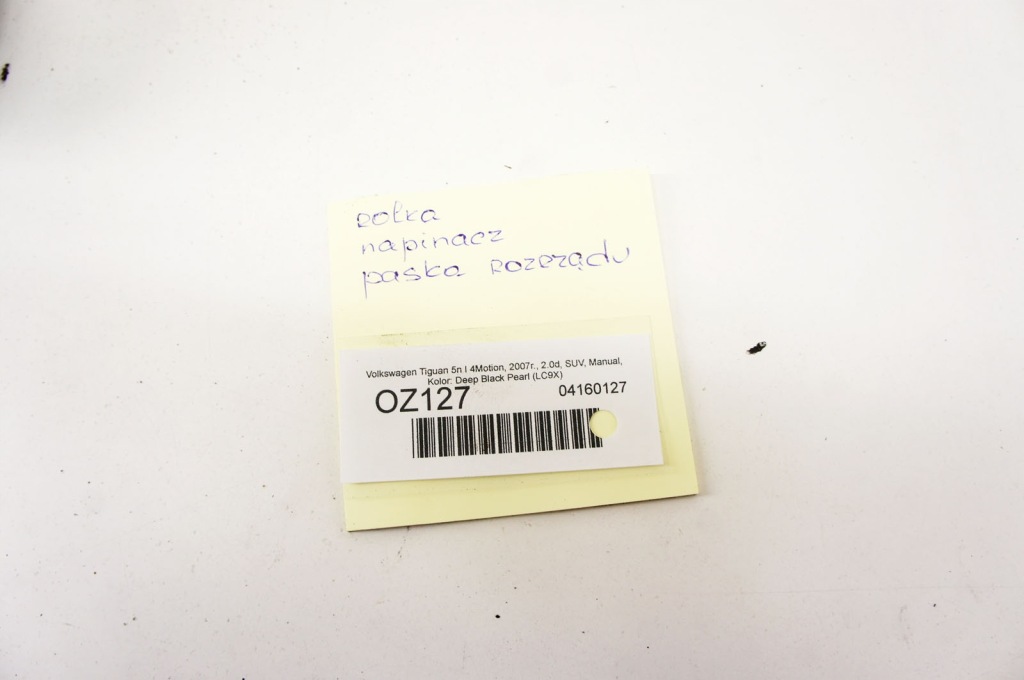 rolka
napinacz
paska rozrządu
Volkswagen Tiguan 5n I 4Motion, 2007r., 2.0d, SUV, Manual,
Kolor: Deep Black Pearl (LC9X)
OZ127 04160127